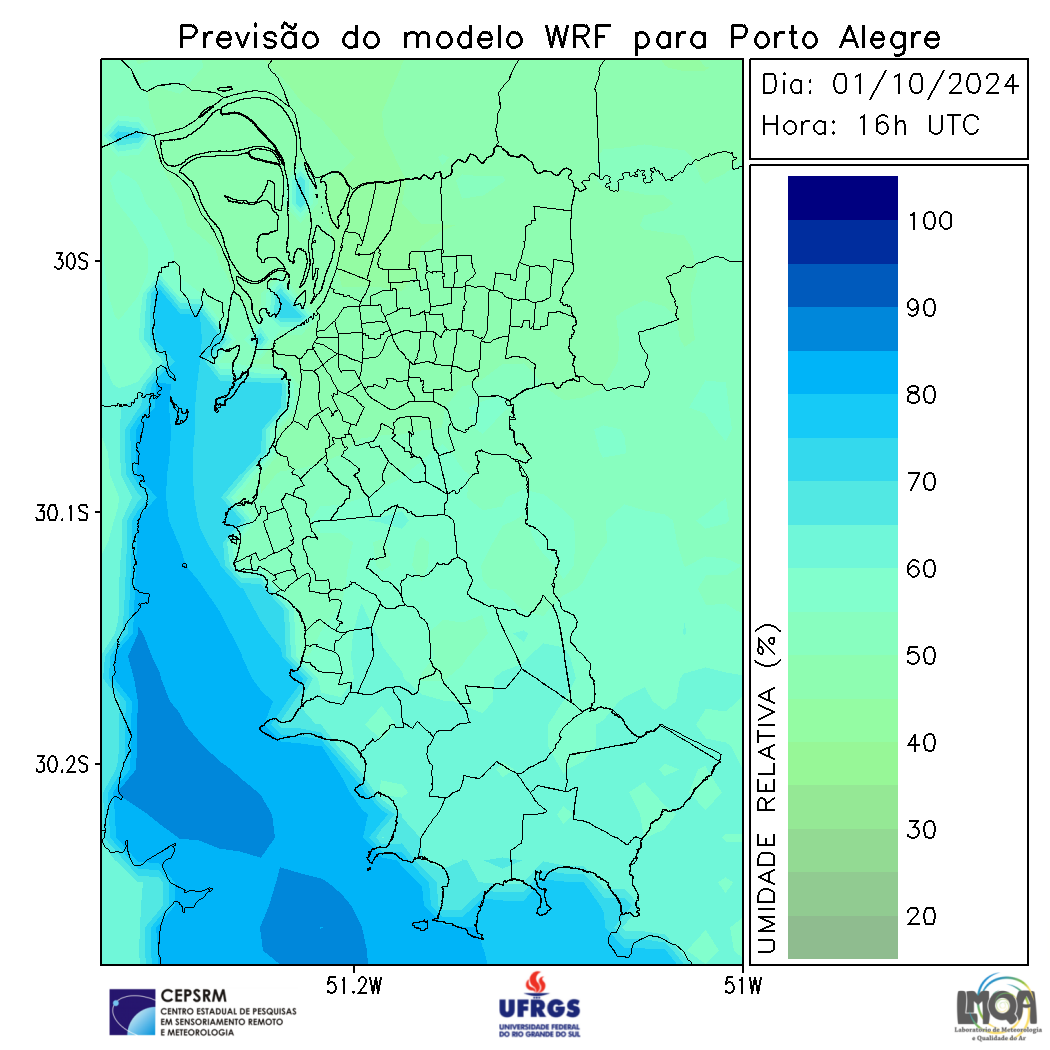 Previsão do modelo WRF para Porto Alegre
Dia: 01/10/2024
Hora: 16h UTC
30S
30.1S
30.2S
51.2W
51W
UMIDADE RELATIVA (%)
100
90
80
70
60
50
40
30
20
CEPSRM
CENTRO ESTADUAL DE PESQUISAS
EM SENSORIAMENTO REMOTO
E METEOROLOGIA
UFRGS
UNIVERSIDADE FEDERAL
DO RIO GRANDE DO SUL
LMQA
Laboratório de Meteorologia
e Qualidade do Ar